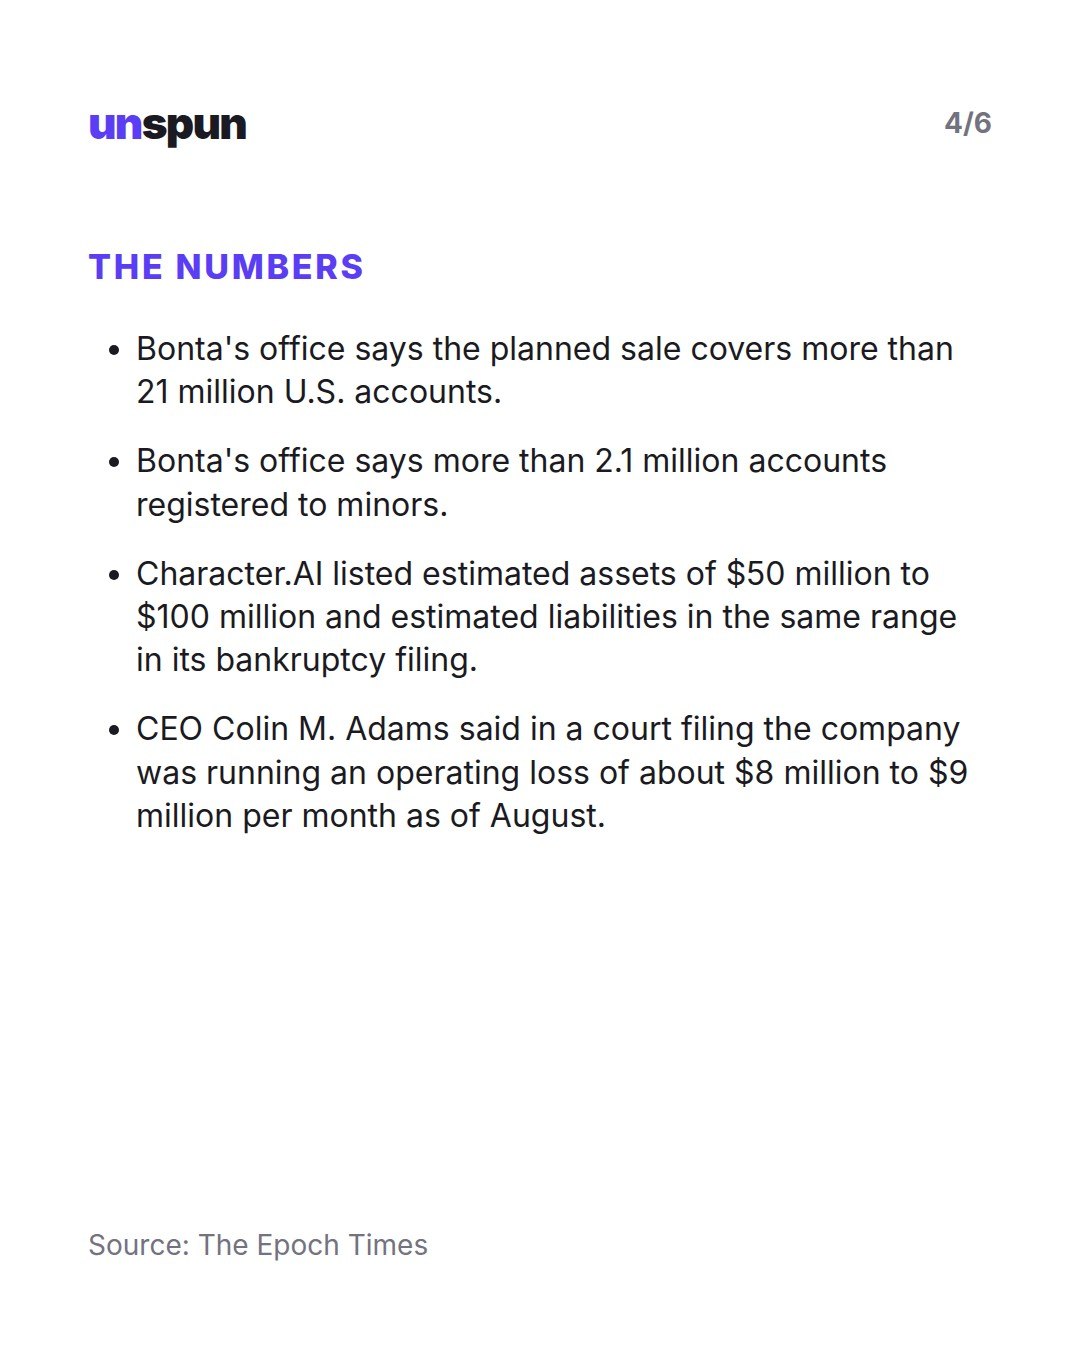 unspun
4/6
THE NUMBERS
• Bonta's office says the planned sale covers more than
21 million U.S. accounts.
• Bonta's office says more than 2.1 million accounts
registered to minors.
• Character.AI listed estimated assets of $50 million to
$100 million and estimated liabilities in the same range
in its bankruptcy filing.
• CEO Colin M. Adams said in a court filing the company
was running an operating loss of about $8 million to $9
million per month as of August.
Source: The Epoch Times